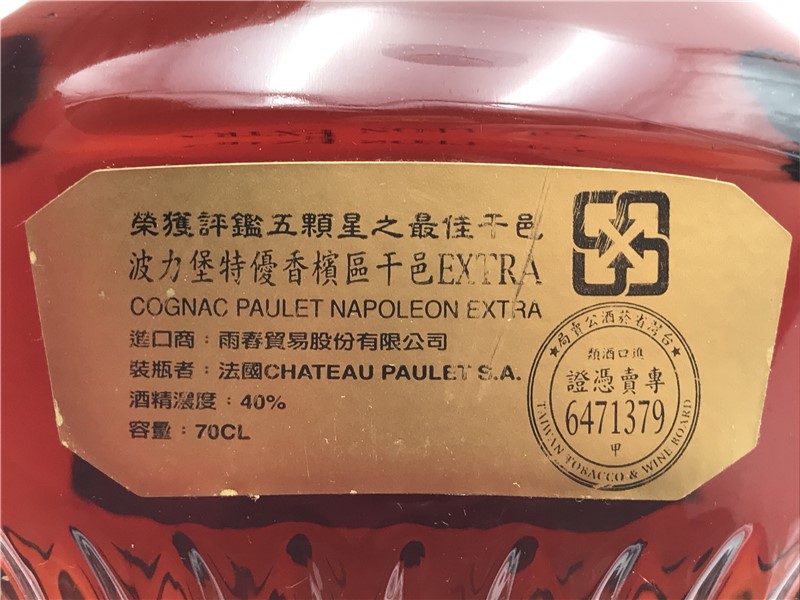 榮獲評鑑五顆星之最佳干邑
波力堡特優香檳區干邑EXTRA
COGNAC PAULET NAPOLEON EXTRA
進口商：雨春貿易股份有限公司
裝瓶者：法國CHATEAU PAULET S.A.
酒精濃度：40%
容量：70CL
局賣公酒菸省灣台
類酒口進
證憑賣專
6471379
甲
TAIWAN TOBACCO & WINE BOARD